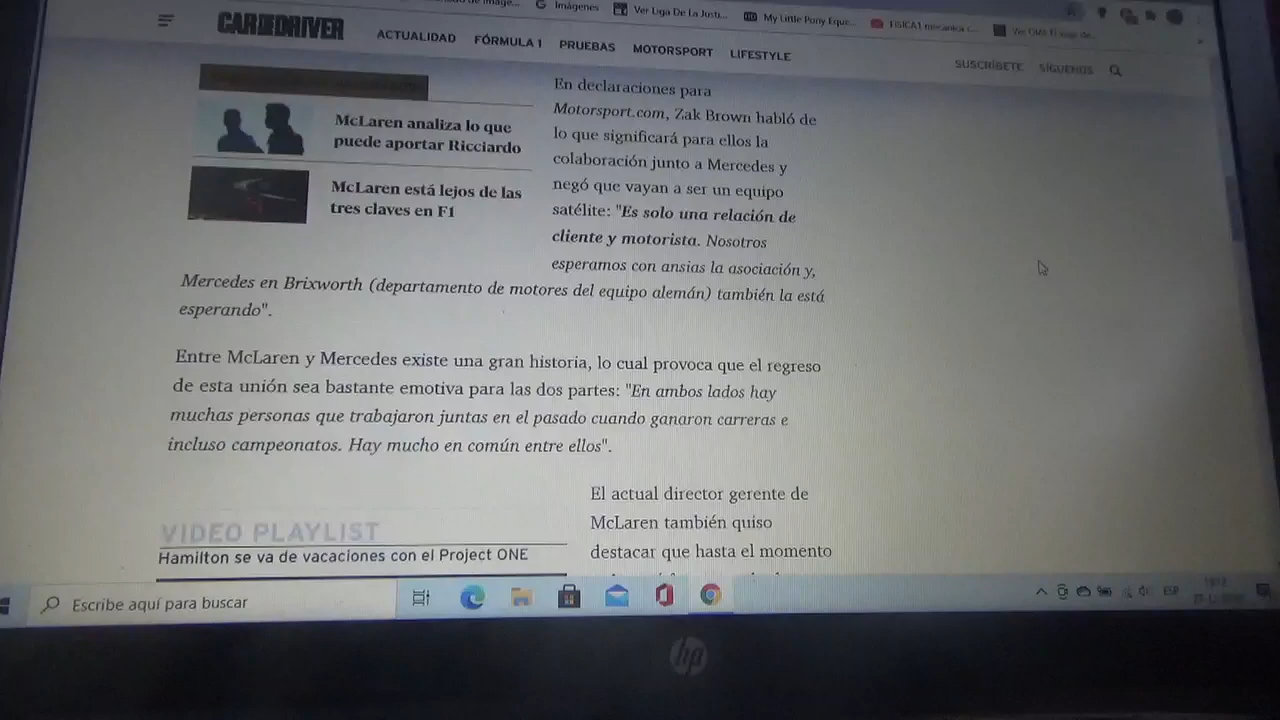 Imágenes
Ver Liga De La Justi...
My Little Pony Eque...
FISICA1 mecánica c...
CAR AND DRIVER
ACTUALIDAD
FÓRMULA 1
PRUEBAS
MOTORSPORT
LIFESTYLE
SUSCRÍBETE
SÍGUENOS
McLaren analiza lo que
puede aportar Ricciardo
McLaren está lejos de las
tres claves en F1
En declaraciones para
Motorsport.com, Zak Brown habló de
lo que significará para ellos la
colaboración junto a Mercedes y
negó que vayan a ser un equipo
satélite: "Es solo una relación de
cliente y motorista. Nosotros
esperamos con ansias la asociación y,
Mercedes en Brixworth (departamento de motores del equipo alemán) también la está
esperando".
Entre McLaren y Mercedes existe una gran historia, lo cual provoca que el regreso
de esta unión sea bastante emotiva para las dos partes: "En ambos lados hay
muchas personas que trabajaron juntas en el pasado cuando ganaron carreras e
incluso campeonatos. Hay mucho en común entre ellos".
VIDEO PLAYLIST
Hamilton se va de vacaciones con el Project ONE
El actual director gerente de
McLaren también quiso
destacar que hasta el momento
Escribe aquí para buscar
ESP
hp